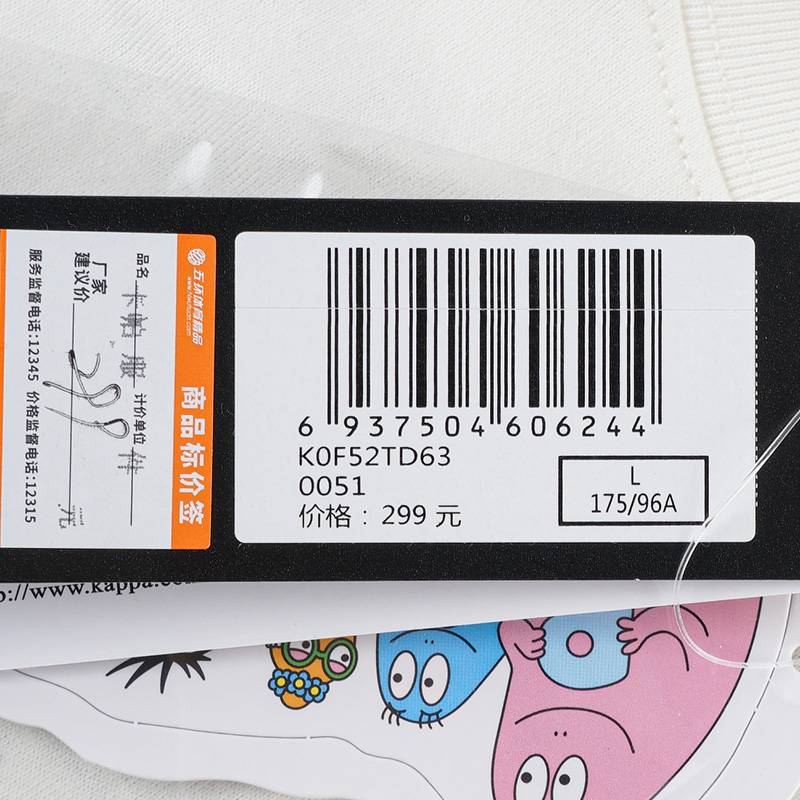 五环体育精品
商品标价签
品名 卡帕 服 计价单位 件
厂家
建议价 299 元
服务监督电话:12345 价格监督电话:12315
6 937504 606244
K0F52TD63
0051
价格：299 元
L
175/96A
://www.kappa.co